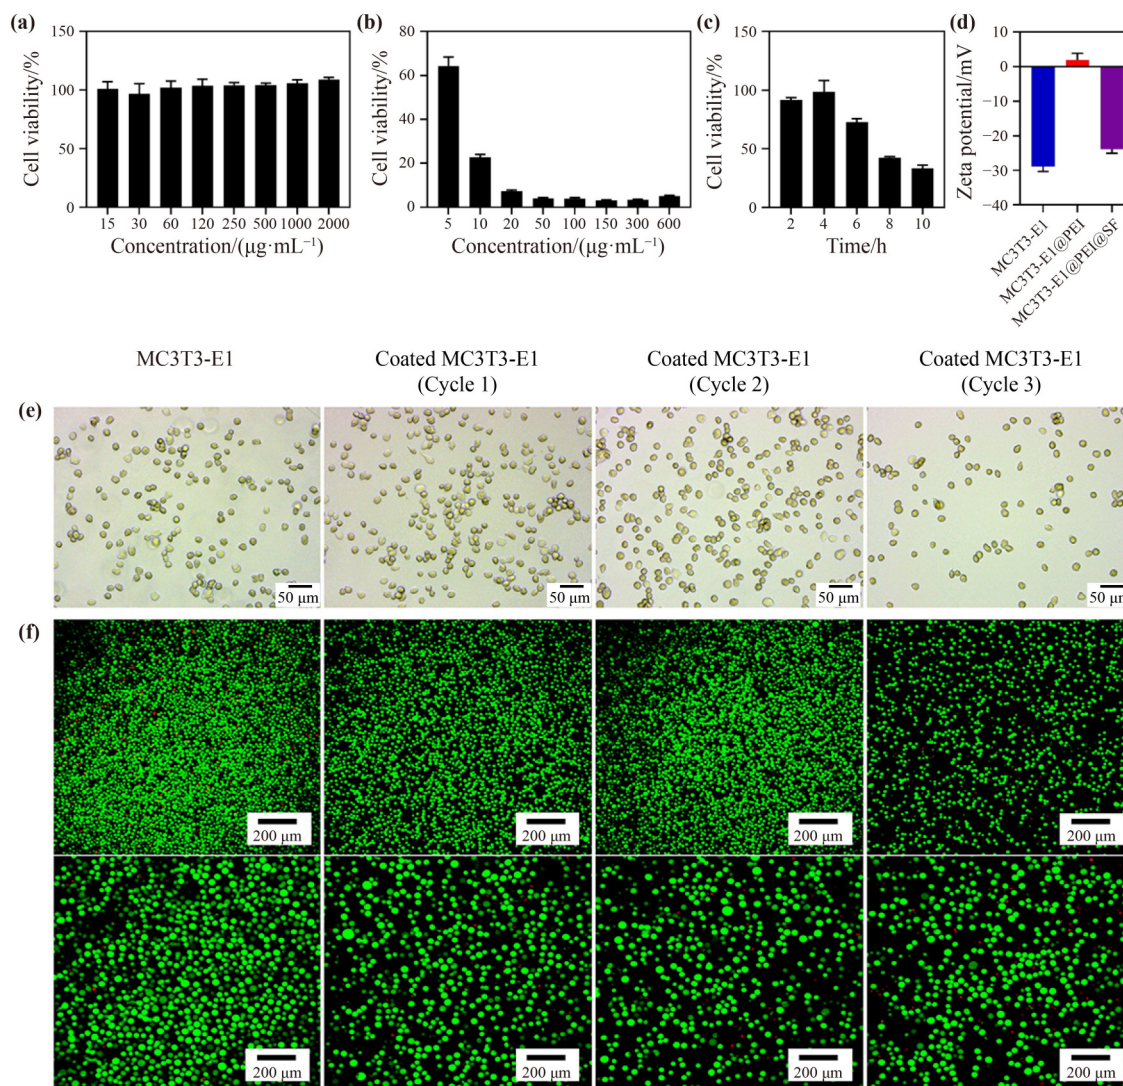 (a)
150
100
50
0
Cell viability/%
15 30 60 120 250 500 1000 2000
Concentration/(μg·mL⁻¹)
(b)
80
60
40
20
0
Cell viability/%
5 10 20 50 100 150 300 600
Concentration/(μg·mL⁻¹)
(c)
150
100
50
0
Cell viability/%
2 4 6 8 10
Time/h
(d)
10
0
−10
−20
−30
−40
Zeta potential/mV
MC3T3-E1
MC3T3-E1@PEI
MC3T3-E1@PEI@SF
MC3T3-E1
Coated MC3T3-E1
(Cycle 1)
Coated MC3T3-E1
(Cycle 2)
Coated MC3T3-E1
(Cycle 3)
(e)
50 μm
50 μm
50 μm
50 μm
(f)
200 μm
200 μm
200 μm
200 μm
200 μm
200 μm
200 μm
200 μm